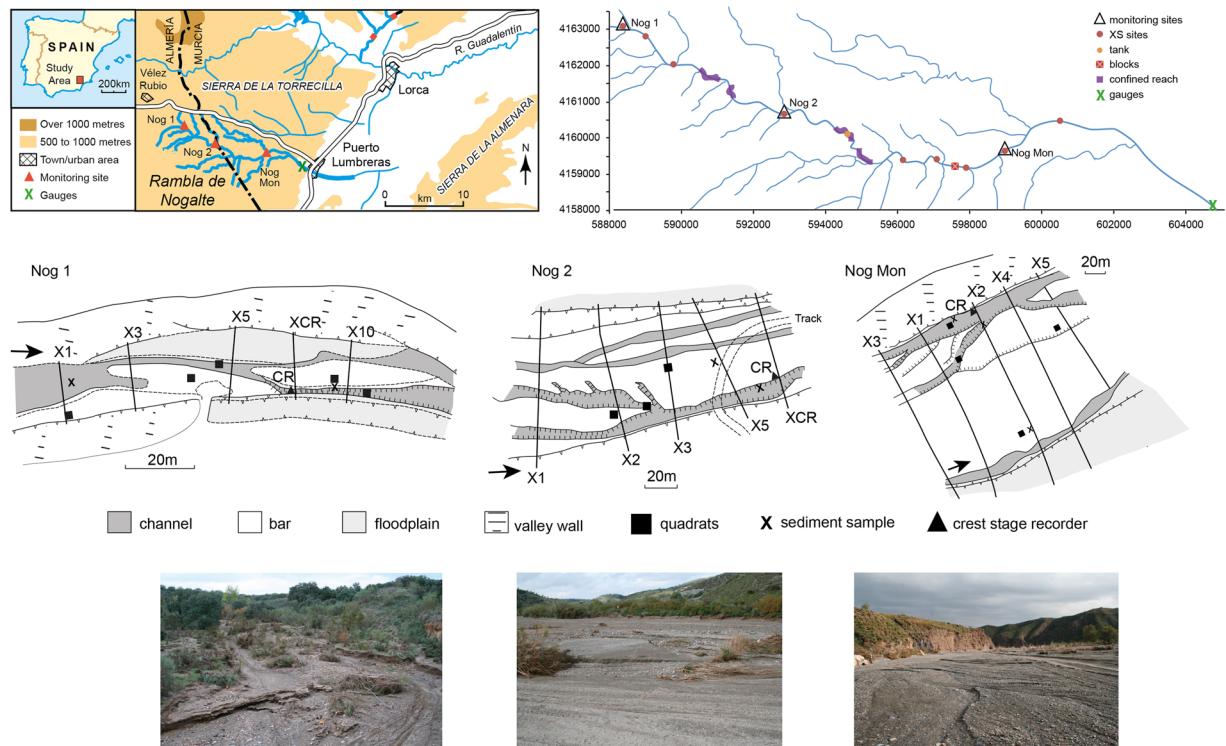 SPAIN
Study
Area
200km
Over 1000 metres
500 to 1000 metres
Town/urban area
Monitoring site
X Gauges
ALMERÍA
MURCIA
Vélez
Rubio
SIERRA DE LA TORRECILLA
R. Guadalentín
Lorca
SIERRA DE LA ALMENARA
Nog 1
Nog 2
Nog
Mon
Puerto
Lumbreras
Rambla de
Nogalte
N
0 km 10
4163000
4162000
4161000
4160000
4159000
4158000
588000 590000 592000 594000 596000 598000 600000 602000 604000
Nog 1
Nog 2
Nog Mon
monitoring sites
XS sites
tank
blocks
confined reach
X gauges
Nog 1
X1
X3
X5
XCR
X10
CR
x
x
20m
Nog 2
X1
X2
X3
X5
XCR
CR
x
x
Track
20m
Nog Mon
X3
X1
CR
X2
X4
X5
x
x
x
20m
channel
bar
floodplain
valley wall
quadrats
x sediment sample
crest stage recorder